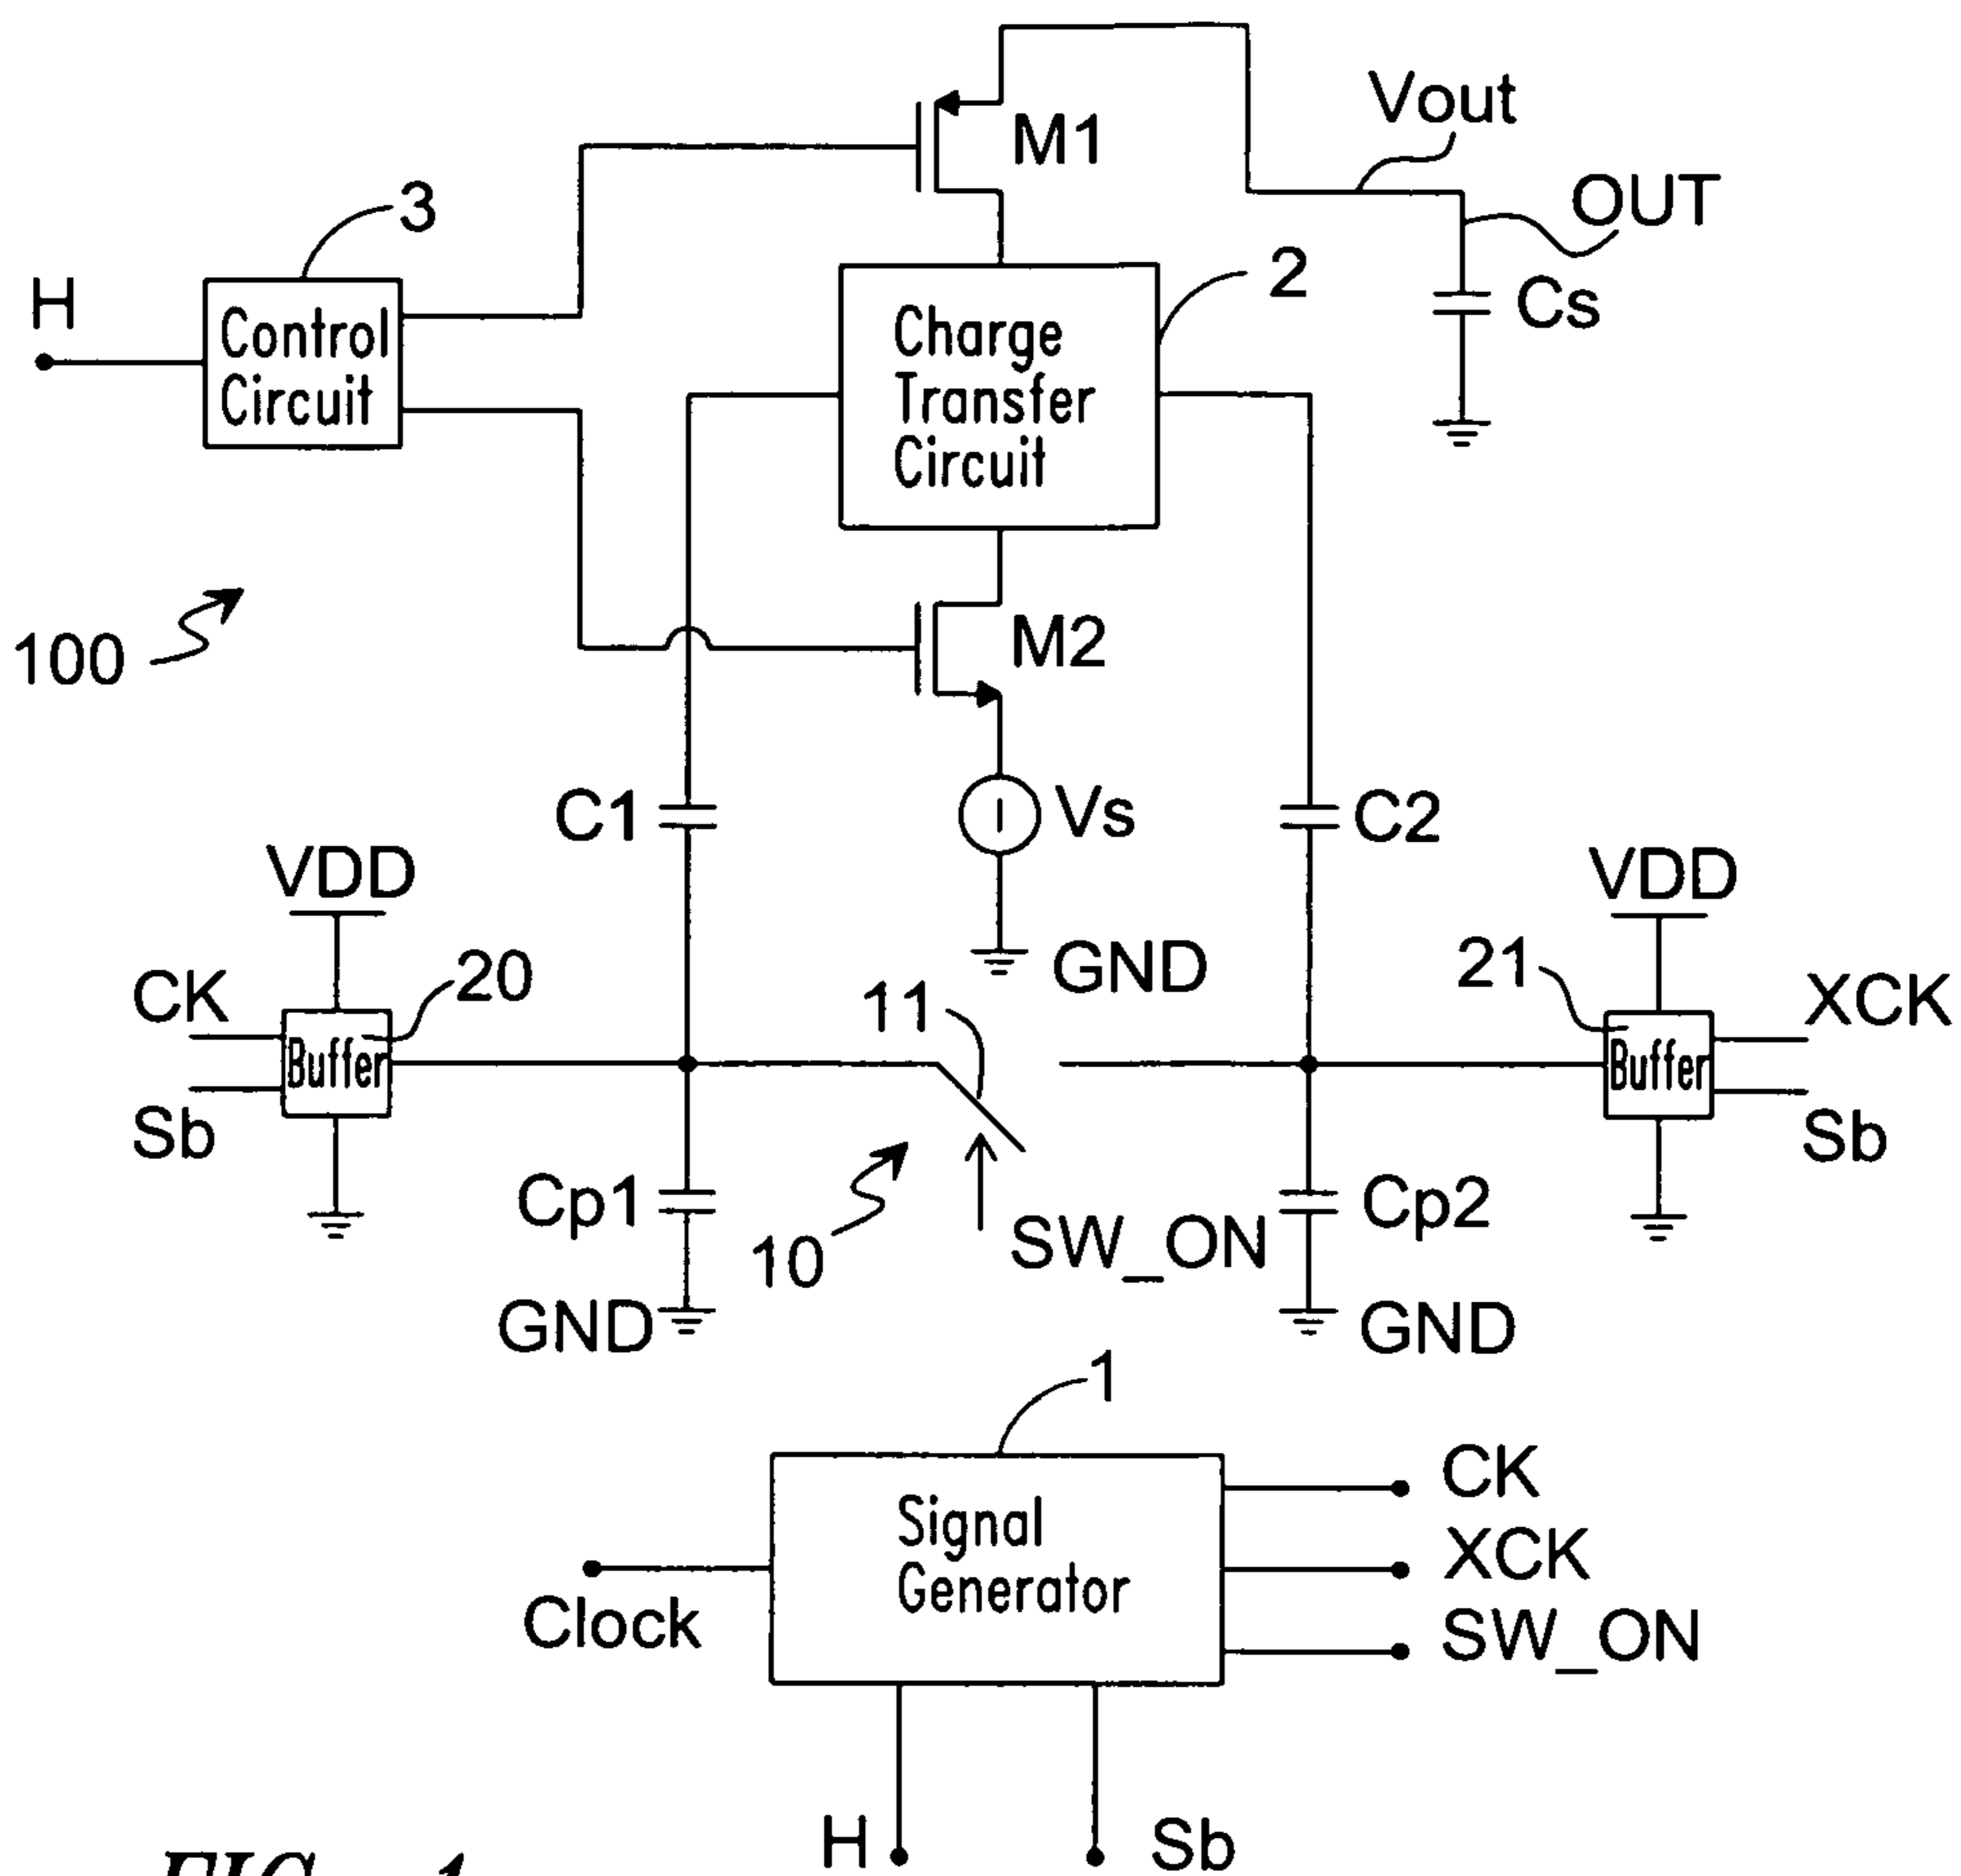 Vout
M1
OUT
3
2
H
Cs
Control
Circuit
Charge
Transfer
Circuit
M2
100
C1
Vs
C2
VDD
VDD
GND
21
20
CK
11
XCK
Buffer
Buffer
Sb
Sb
Cp1
Cp2
10
SW_ON
GND
GND
1
CK
Signal
Generator
XCK
Clock
SW_ON
H
Sb
FIG. 1